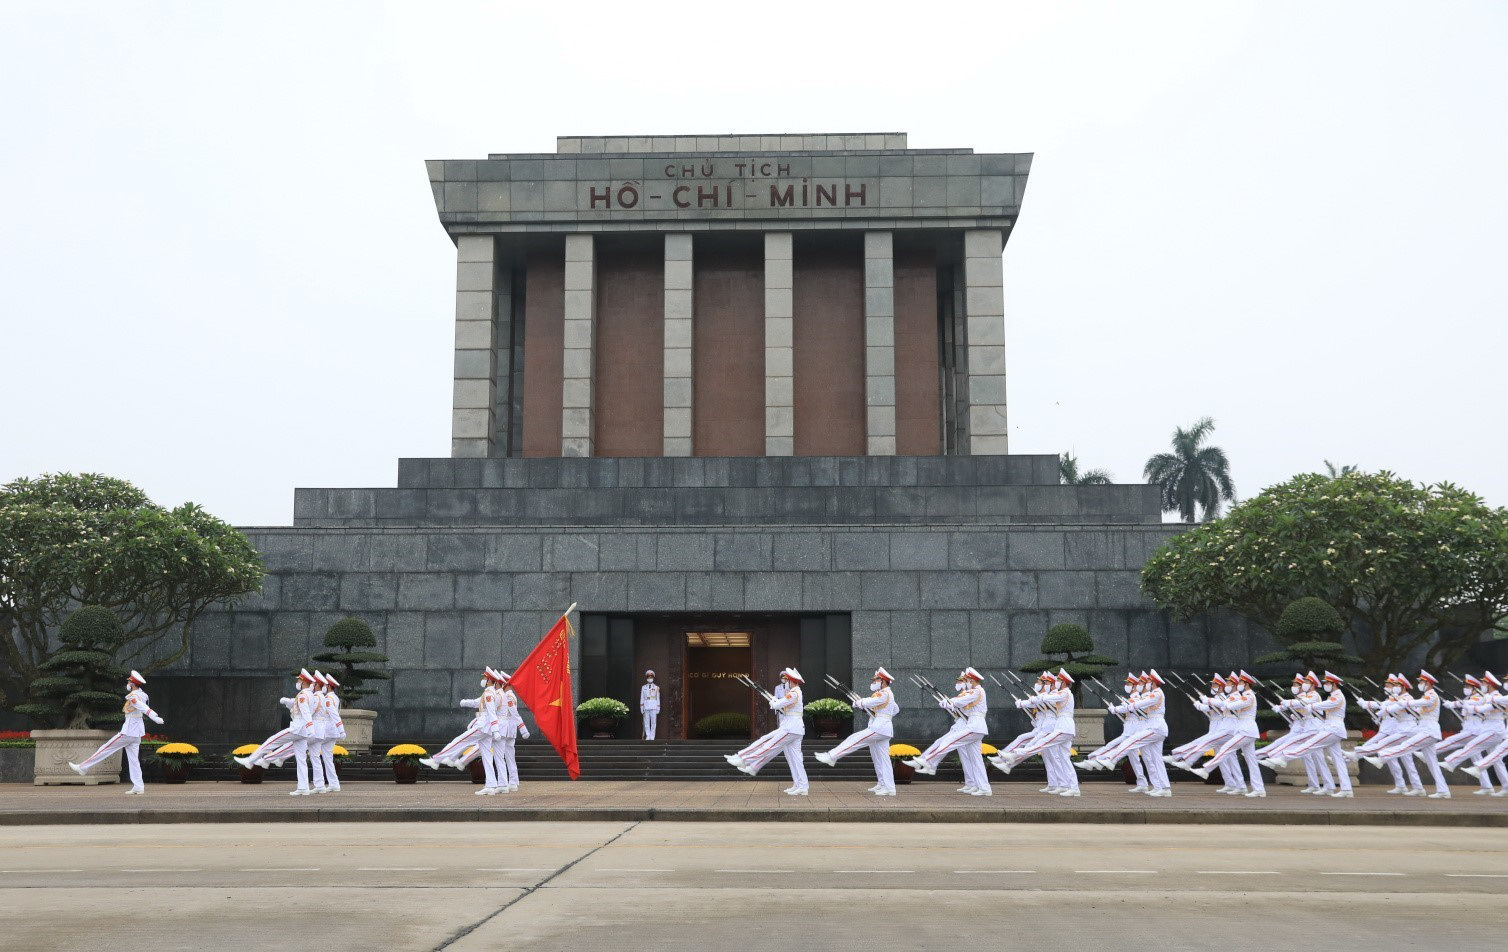 CHỦ TỊCH
HỒ - CHÍ - MINH